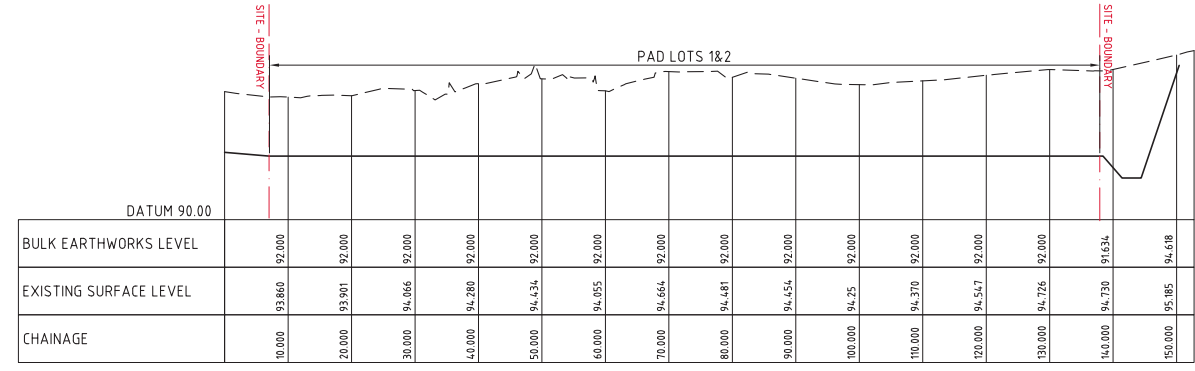 SITE - BOUNDARY
SITE - BOUNDARY
PAD LOTS 1&2
DATUM 90.00
BULK EARTHWORKS LEVEL 92.000 92.000 92.000 92.000 92.000 92.000 92.000 92.000 92.000 92.000 92.000 92.000 92.000 91.634 94.618
EXISTING SURFACE LEVEL 93.860 93.901 94.066 94.280 94.434 94.055 94.664 94.481 94.454 94.25 94.370 94.547 94.726 94.730 95.185
CHAINAGE 10.000 20.000 30.000 40.000 50.000 60.000 70.000 80.000 90.000 100.000 110.000 120.000 130.000 140.000 150.000